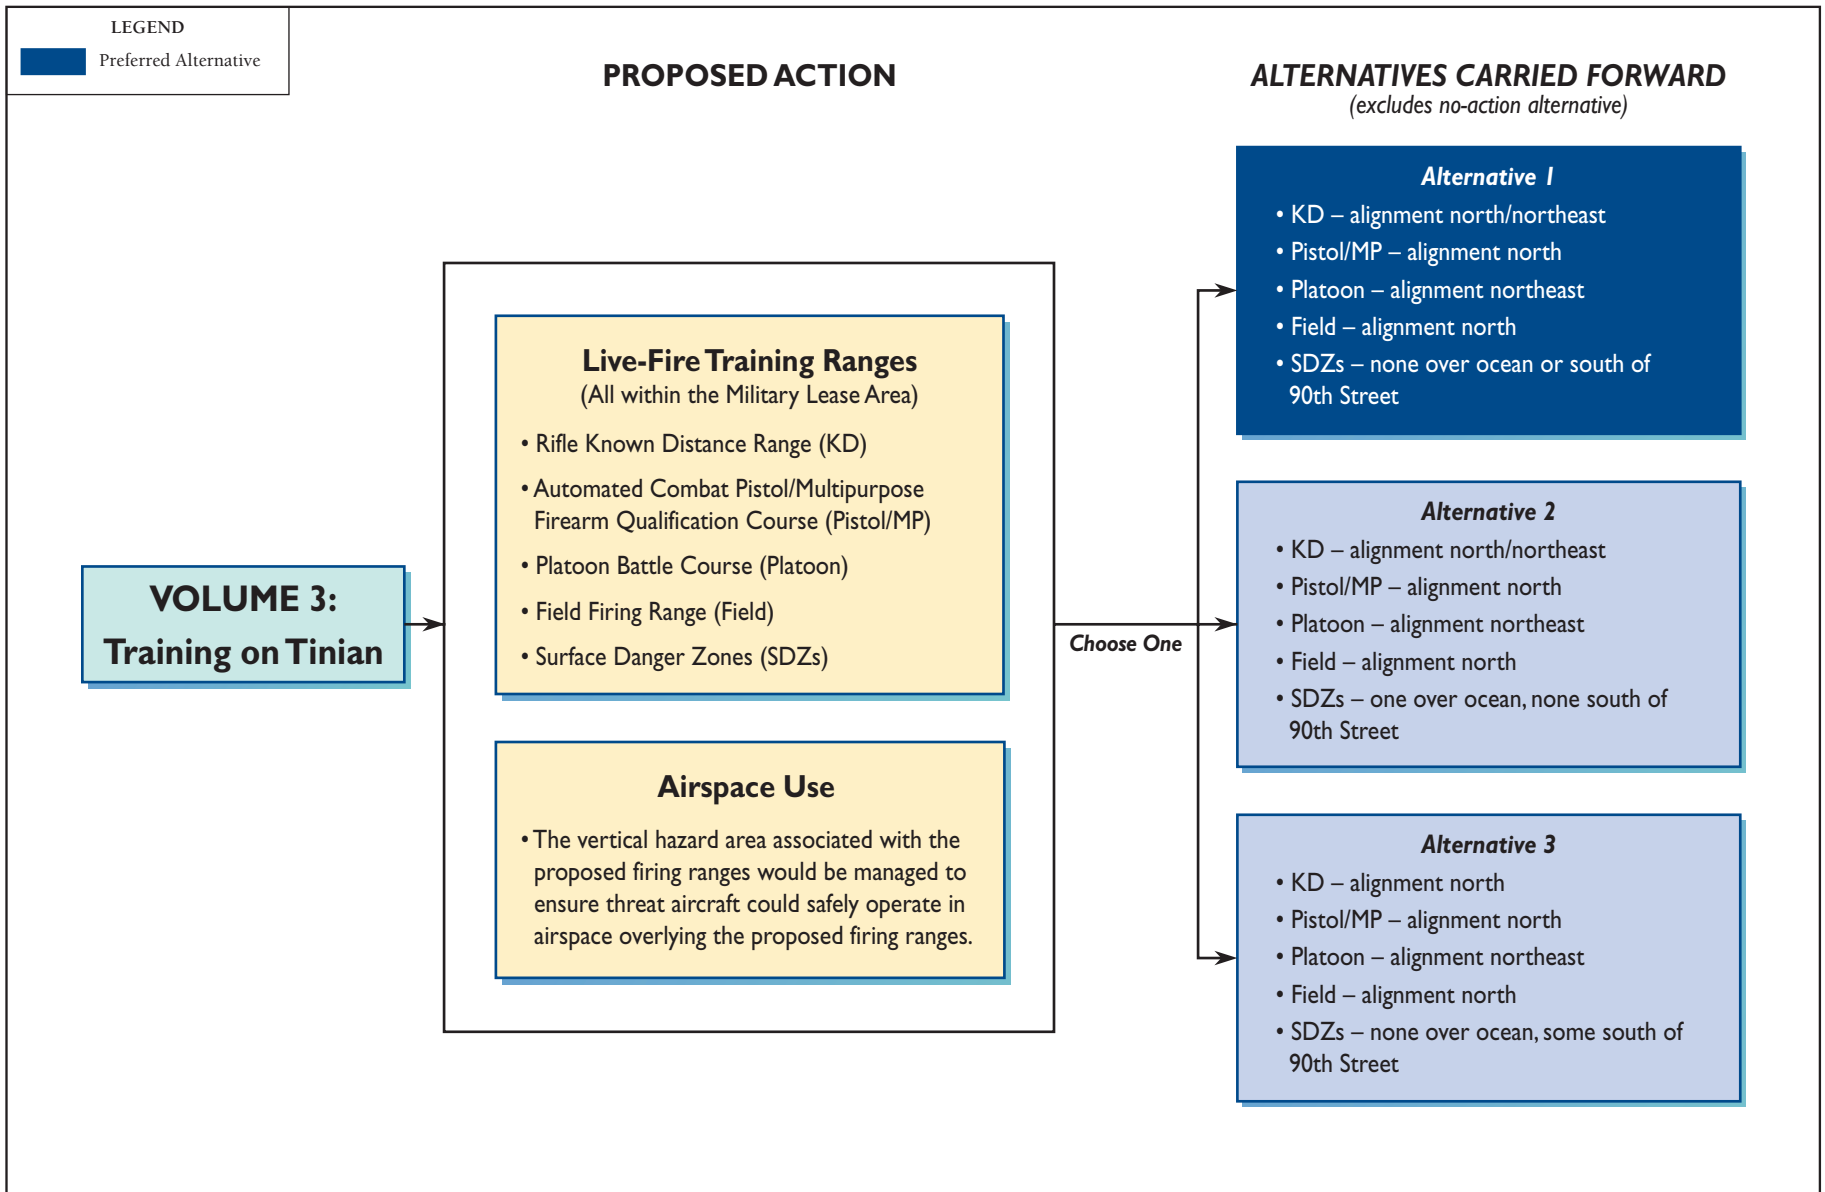 LEGEND
Preferred Alternative
PROPOSED ACTION
ALTERNATIVES CARRIED FORWARD
(excludes no-action alternative)
VOLUME 3:
Training on Tinian
Live-Fire Training Ranges
(All within the Military Lease Area)
• Rifle Known Distance Range (KD)
• Automated Combat Pistol/Multipurpose
Firearm Qualification Course (Pistol/MP)
• Platoon Battle Course (Platoon)
• Field Firing Range (Field)
• Surface Danger Zones (SDZs)
Airspace Use
• The vertical hazard area associated with the
proposed firing ranges would be managed to
ensure threat aircraft could safely operate in
airspace overlying the proposed firing ranges.
Choose One
Alternative 1
• KD – alignment north/northeast
• Pistol/MP – alignment north
• Platoon – alignment northeast
• Field – alignment north
• SDZs – none over ocean or south of
90th Street
Alternative 2
• KD – alignment north/northeast
• Pistol/MP – alignment north
• Platoon – alignment northeast
• Field – alignment north
• SDZs – one over ocean, none south of
90th Street
Alternative 3
• KD – alignment north
• Pistol/MP – alignment north
• Platoon – alignment northeast
• Field – alignment north
• SDZs – none over ocean, some south of
90th Street